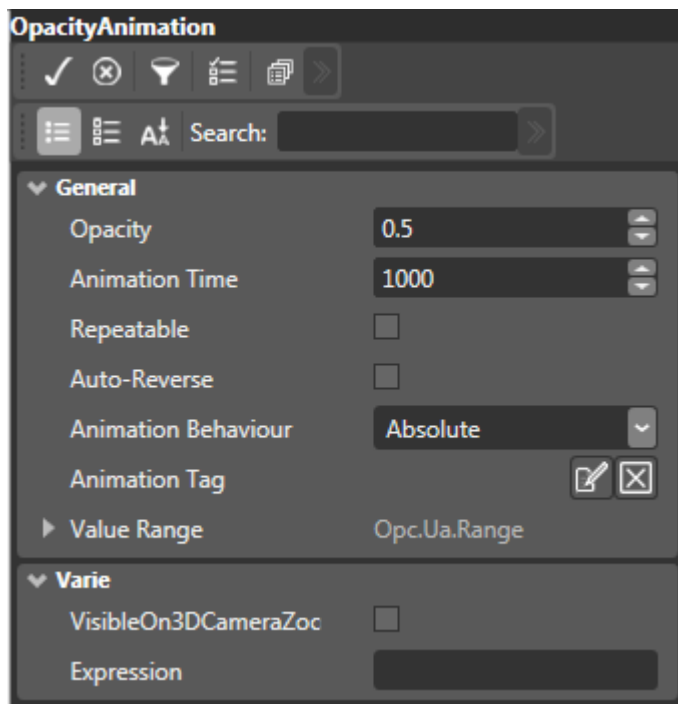 OpacityAnimation
Search:
General
Opacity 0.5
Animation Time 1000
Repeatable
Auto-Reverse
Animation Behaviour Absolute
Animation Tag
Value Range Opc.Ua.Range
Varie
VisibleOn3DCameraZoc
Expression